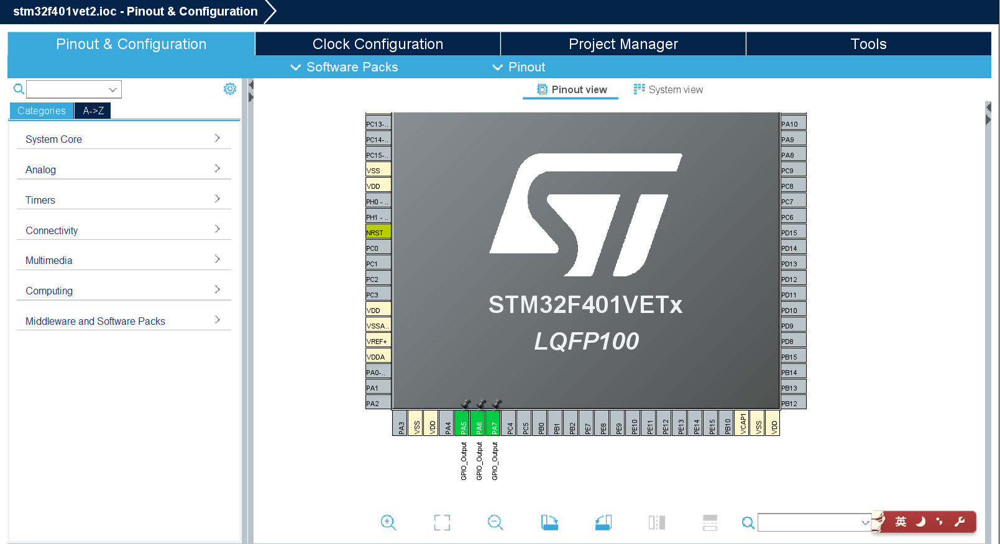 stm32f401vet2.ioc - Pinout & Configuration
Pinout & Configuration
Clock Configuration
Project Manager
Tools
Software Packs
Pinout
Pinout view
System view
Categories
A->Z
System Core
Analog
Timers
Connectivity
Multimedia
Computing
Middleware and Software Packs
PC13-..
PC14-..
PC15-..
VSS
VDD
PH0 - ..
PH1 - ..
NRST
PC0
PC1
PC2
PC3
VDD
VSSA..
VREF+
VDDA
PA0-..
PA1
PA2
ST
STM32F401VETx
LQFP100
PA10
PA9
PA8
PC9
PC8
PC7
PC6
PD15
PD14
PD13
PD12
PD11
PD10
PD9
PD8
PB15
PB14
PB13
PB12
PA3
VSS
VDD
PA4
PA5
PA6
PA7
PC4
PC5
PB0
PB1
PB2
PE7
PE8
PE9
PE10
PE11
PE12
PE13
PE14
PE15
PB10
VCAP1
VSS
VDD
GPIO_Output
GPIO_Output
GPIO_Output
英